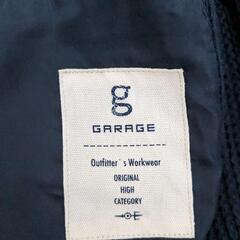 g
GARAGE
Outfitter's Workwear
ORIGINAL
HIGH
CATEGORY